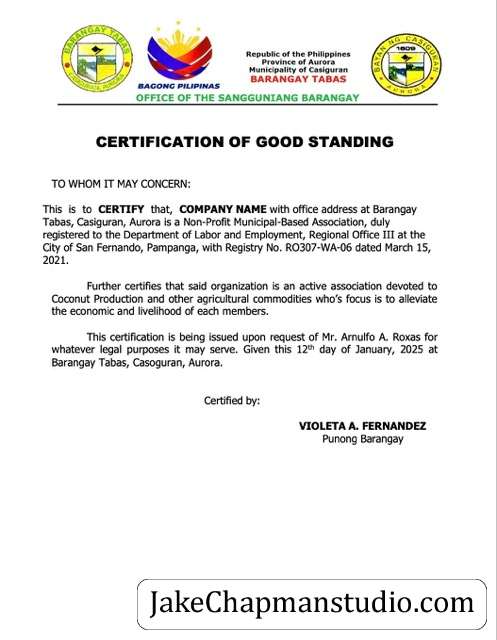 BARANGAY TABAS
CASIGURAN, AURORA
BAGONG PILIPINAS
Republic of the Philippines
Province of Aurora
Municipality of Casiguran
BARANGAY TABAS
BAYAN NG CASIGURAN
1609
AURORA
OFFICE OF THE SANGGUNIANG BARANGAY
CERTIFICATION OF GOOD STANDING
TO WHOM IT MAY CONCERN:
This is to CERTIFY that, COMPANY NAME with office address at Barangay
Tabas, Casiguran, Aurora is a Non-Profit Municipal-Based Association, duly
registered to the Department of Labor and Employment, Regional Office III at the
City of San Fernando, Pampanga, with Registry No. RO307-WA-06 dated March 15,
2021.
Further certifies that said organization is an active association devoted to
Coconut Production and other agricultural commodities who's focus is to alleviate
the economic and livelihood of each members.
This certification is being issued upon request of Mr. Arnulfo A. Roxas for
whatever legal purposes it may serve. Given this 12th day of January, 2025 at
Barangay Tabas, Casoguran, Aurora.
Certified by:
VIOLETA A. FERNANDEZ
Punong Barangay
JakeChapmanstudio.com